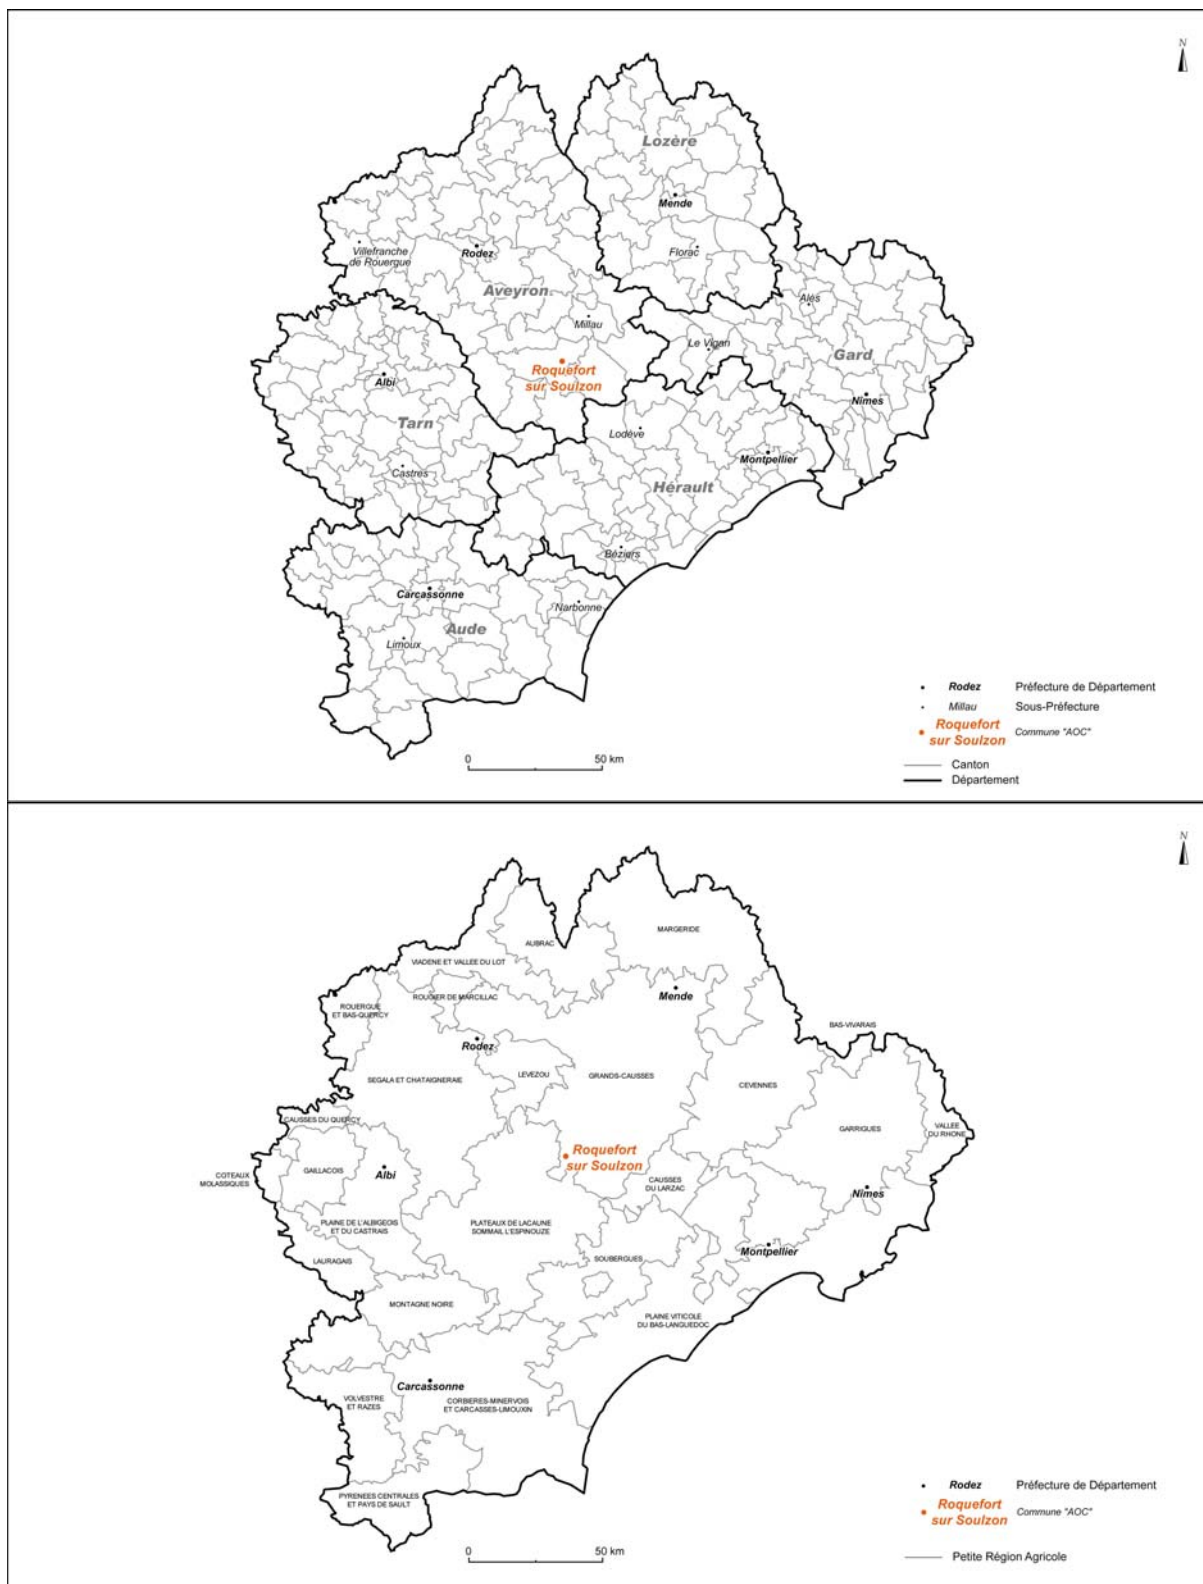 N
Lozère
Mende
Villefranche
de Rouergue
Rodez
Florac
Aveyron
Alès
Millau
Le Vigan
Gard
Roquefort
sur Soulzon
Albi
Nîmes
Tarn
Lodève
Montpellier
Castres
Hérault
Béziers
Carcassonne
Narbonne
Aude
Limoux
Rodez Préfecture de Département
Millau Sous-Préfecture
Roquefort
sur Soulzon Commune "AOC"
Canton
Département
0 50 km
N
MARGERIDE
AUBRAC
VIADENE ET VALLEE DU LOT
Mende
ROUGIER DE MARCILLAC
ROUERGUE
ET BAS-QUERCY
BAS-VIVARAIS
Rodez
LEVEZOU
GRANDS-CAUSSES
SEGALA ET CHATAIGNERAIE
CEVENNES
CAUSSES DU QUERCY
GARRIGUES
VALLEE
DU RHONE
Roquefort
sur Soulzon
GAILLACOIS
Albi
COTEAUX
MOLASSIQUES
CAUSSES
DU LARZAC
Nîmes
PLAINE DE L'ALBIGEOIS
ET DU CASTRAIS
PLATEAUX DE LACAUNE
SOMMAIL L'ESPINOUZE
Montpellier
LAURAGAIS
SOUBERGUES
MONTAGNE NOIRE
PLAINE VITICOLE
DU BAS-LANGUEDOC
Carcassonne
VOLVESTRE
ET RAZES
CORBIERES-MINERVOIS
ET CARCASSES-LIMOUXIN
PYRENEES CENTRALES
ET PAYS DE SAULT
Rodez Préfecture de Département
Roquefort
sur Soulzon Commune "AOC"
0 50 km
Petite Région Agricole